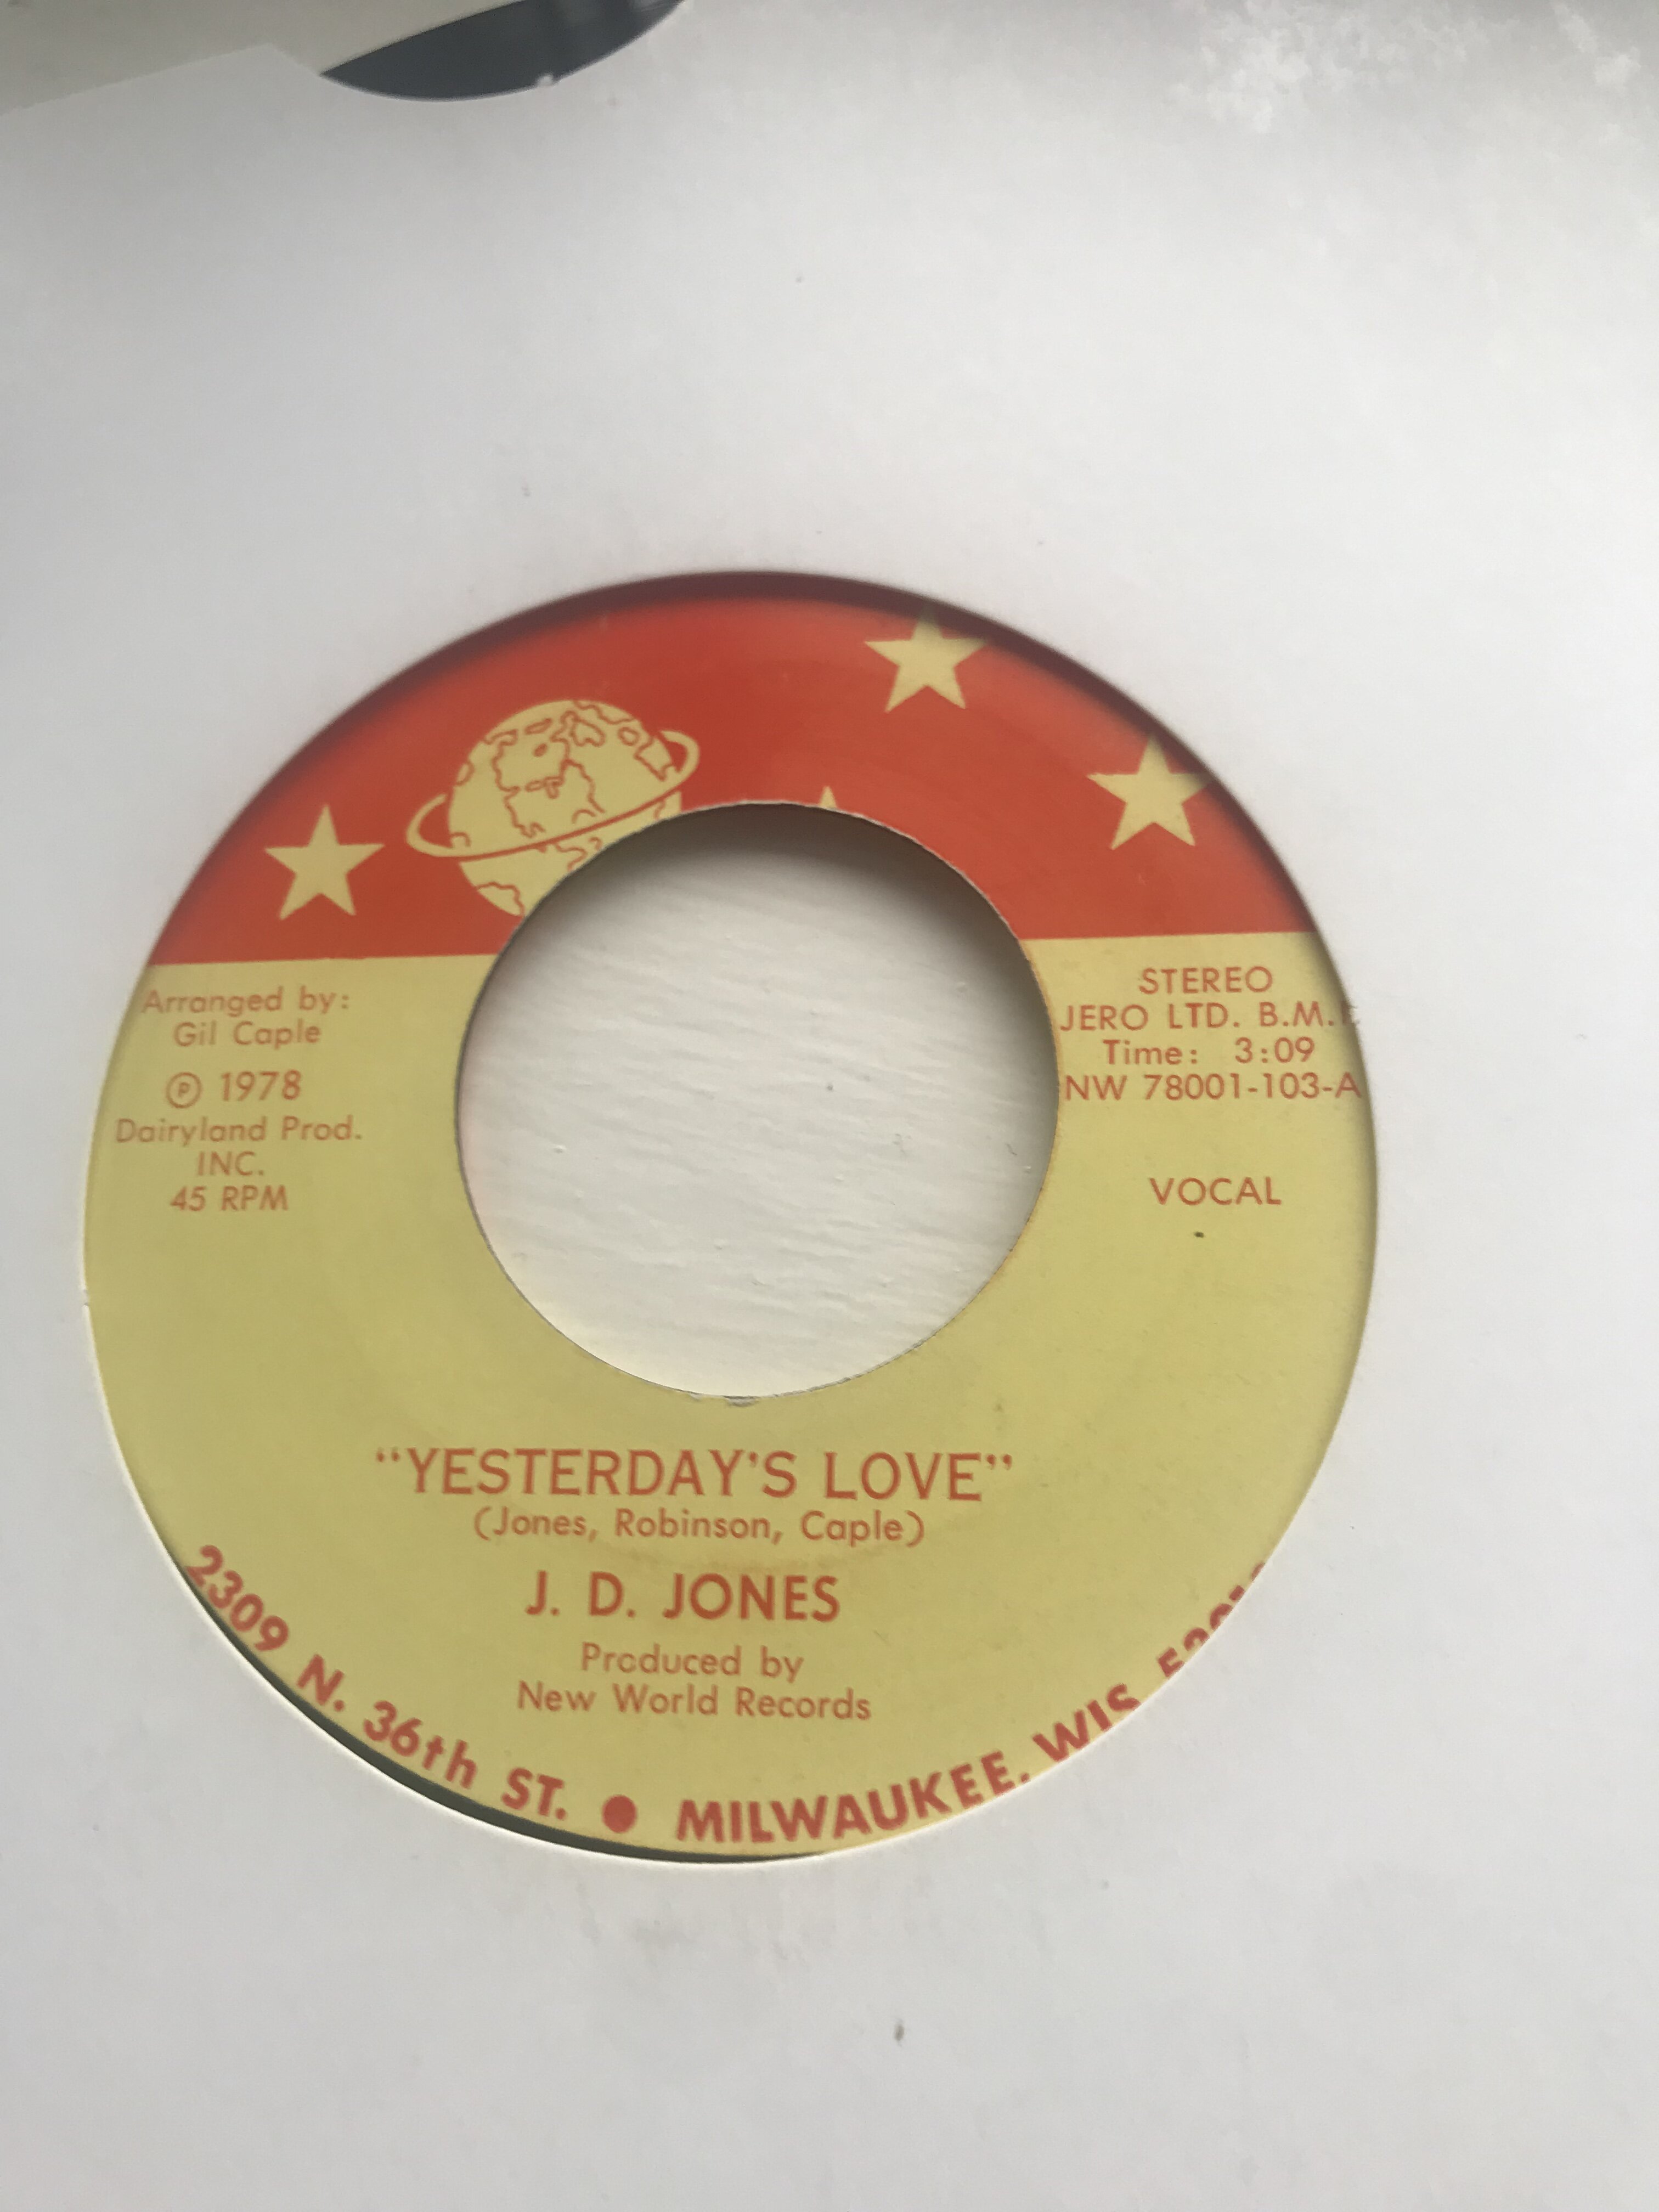 Arranged by:
Gil Caple
℗ 1978
Dairyland Prod.
INC.
45 RPM
STEREO
JERO LTD. B.M.
Time: 3:09
NW 78001-103-A
VOCAL
“YESTERDAY'S LOVE”
(Jones, Robinson, Caple)
J. D. JONES
Produced by
New World Records
2309 N. 36th ST. ● MILWAUKEE, WIS.